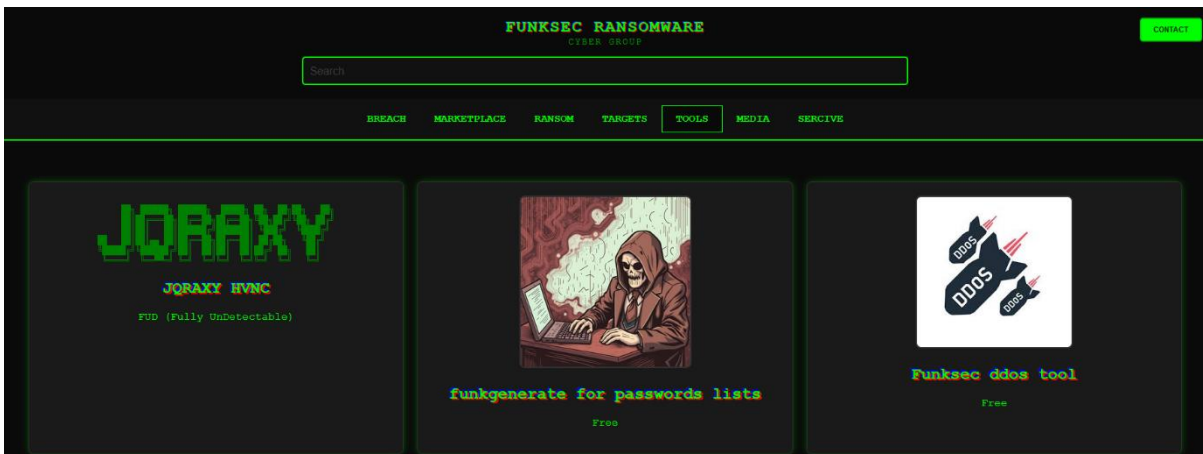 FUNKSEC RANSOMWARE
CYBER GROUP
CONTACT
Search
BREACH MARKETPLACE RANSOM TARGETS TOOLS MEDIA SERCIVE
JQRAXY
JQRAXY HVNC
FUD (Fully UnDetectable)
funkgenerate for passwords lists
Free
DDoS
DDoS
DDoS
Funksec ddos tool
Free